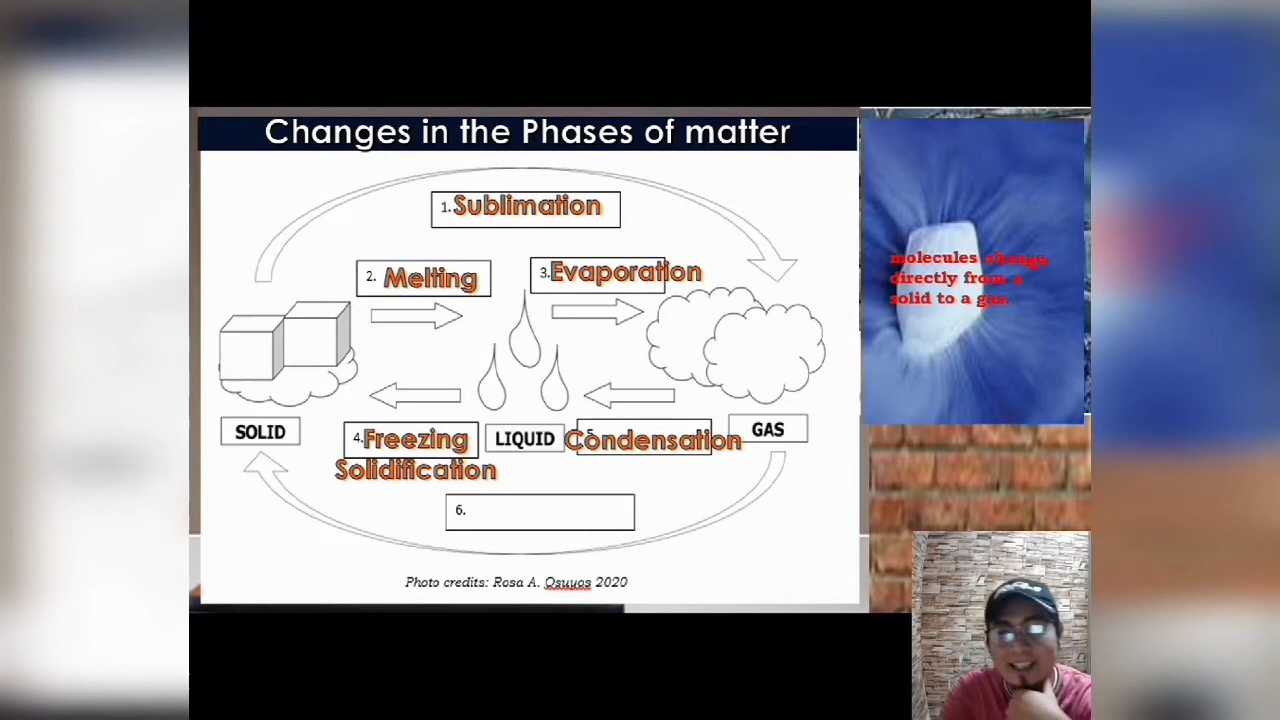 Changes in the Phases of matter
1. Sublimation
2. Melting
3. Evaporation
molecules change
directly from a
solid to a gas.
SOLID
4. Freezing
Solidification
LIQUID
5. Condensation
GAS
6.
Photo credits: Rosa A. Osuyos 2020